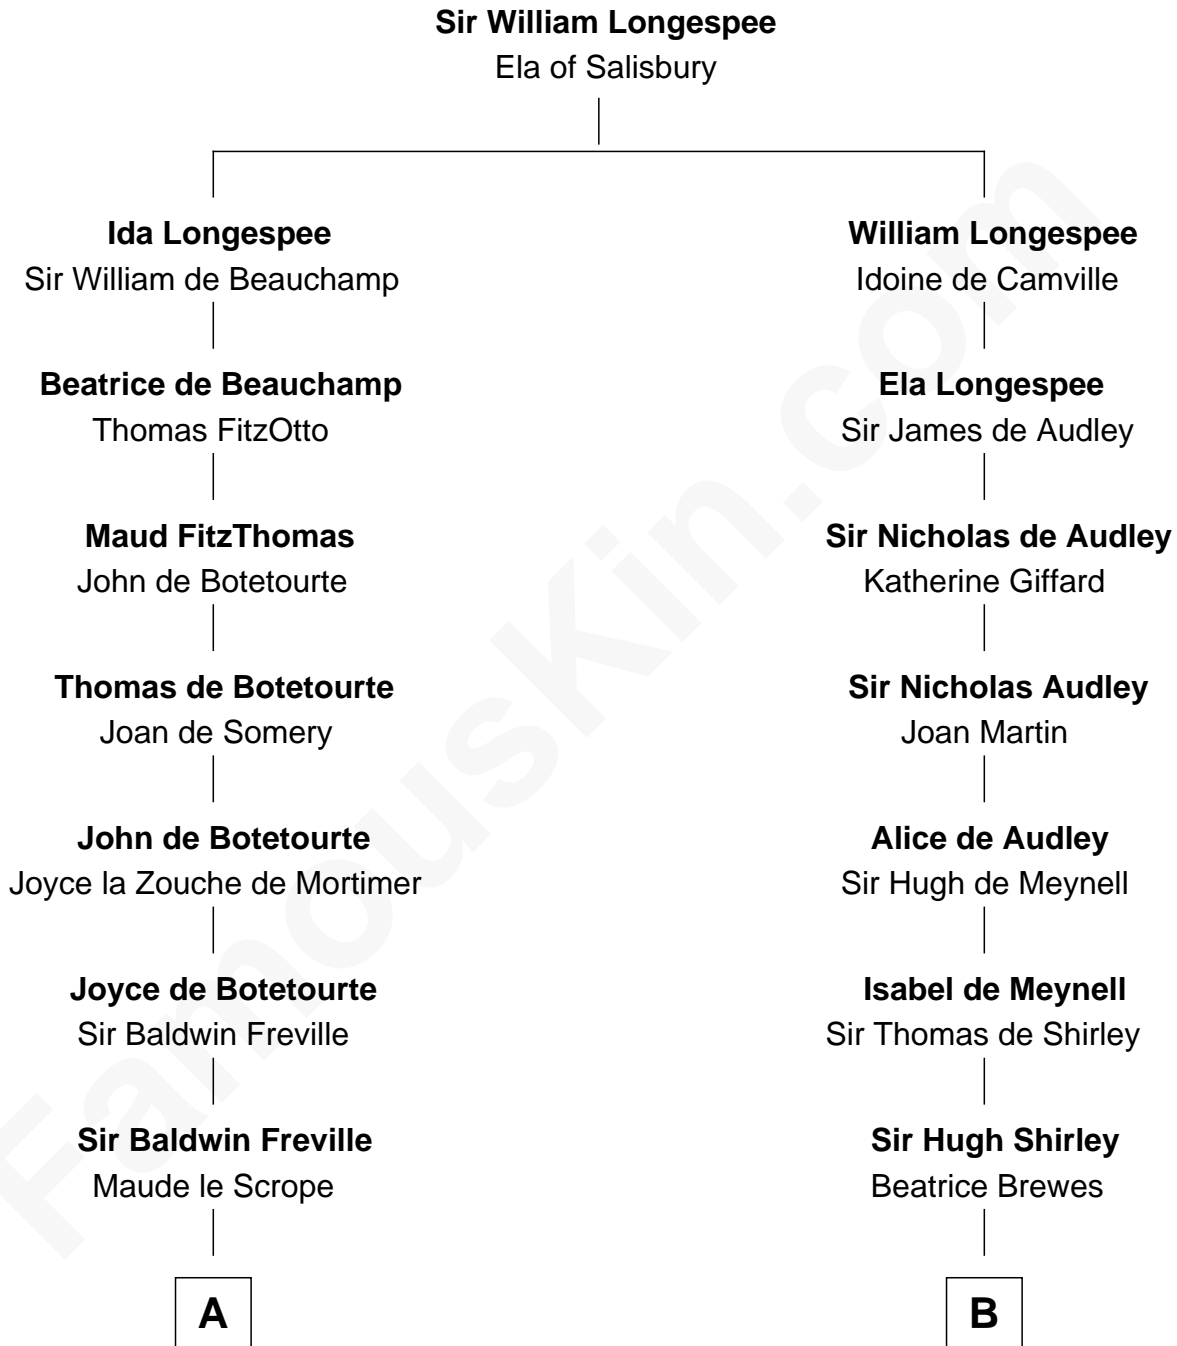 Sir William Longespee
Ela of Salisbury
Ida Longespee
Sir William de Beauchamp
William Longespee
Idoine de Camville
Beatrice de Beauchamp
Thomas FitzOtto
Ela Longespee
Sir James de Audley
Maud FitzThomas
John de Botetourte
Sir Nicholas de Audley
Katherine Giffard
Thomas de Botetourte
Joan de Somery
Sir Nicholas Audley
Joan Martin
John de Botetourte
Joyce la Zouche de Mortimer
Alice de Audley
Sir Hugh de Meynell
Joyce de Botetourte
Sir Baldwin Freville
Isabel de Meynell
Sir Thomas de Shirley
Sir Baldwin Freville
Maude le Scrope
Sir Hugh Shirley
Beatrice Brewes
A
B
FamousKin.com